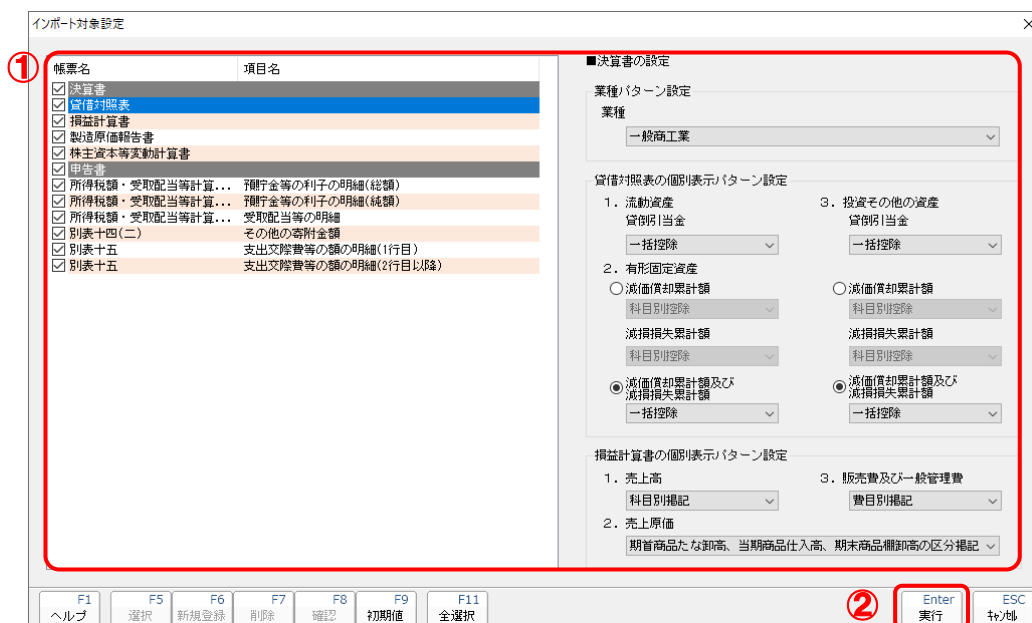 インポート対象設定
×
①
帳票名 項目名
決算書
貸借対照表
損益計算書
製造原価報告書
株主資本等変動計算書
申告書
所得税額・受取配当等計算... 預貯金等の利子の明細(総額)
所得税額・受取配当等計算... 預貯金等の利子の明細(純額)
所得税額・受取配当等計算... 受取配当等の明細
別表十四(二) その他の寄附金額
別表十五 支出交際費等の額の明細(1行目)
別表十五 支出交際費等の額の明細(2行目以降)
■決算書の設定
業種パターン設定
業種
一般商工業
貸借対照表の個別表示パターン設定
1. 流動資産 3. 投資その他の資産
貸倒引当金 貸倒引当金
一括控除 一括控除
2. 有形固定資産
減価償却累計額 減価償却累計額
科目別控除 科目別控除
減損損失累計額 減損損失累計額
科目別控除 科目別控除
減価償却累計額及び 減価償却累計額及び
減損損失累計額 減損損失累計額
一括控除 一括控除
損益計算書の個別表示パターン設定
1. 売上高 3. 販売費及び一般管理費
科目別掲記 費目別掲記
2. 売上原価
期首商品たな卸高、当期商品仕入高、期末商品棚卸高の区分掲記
②
F1 F5 F6 F7 F8 F9 F11 Enter ESC
ヘルプ 選択 新規登録 削除 確認 初期値 全選択 実行 キャンセル